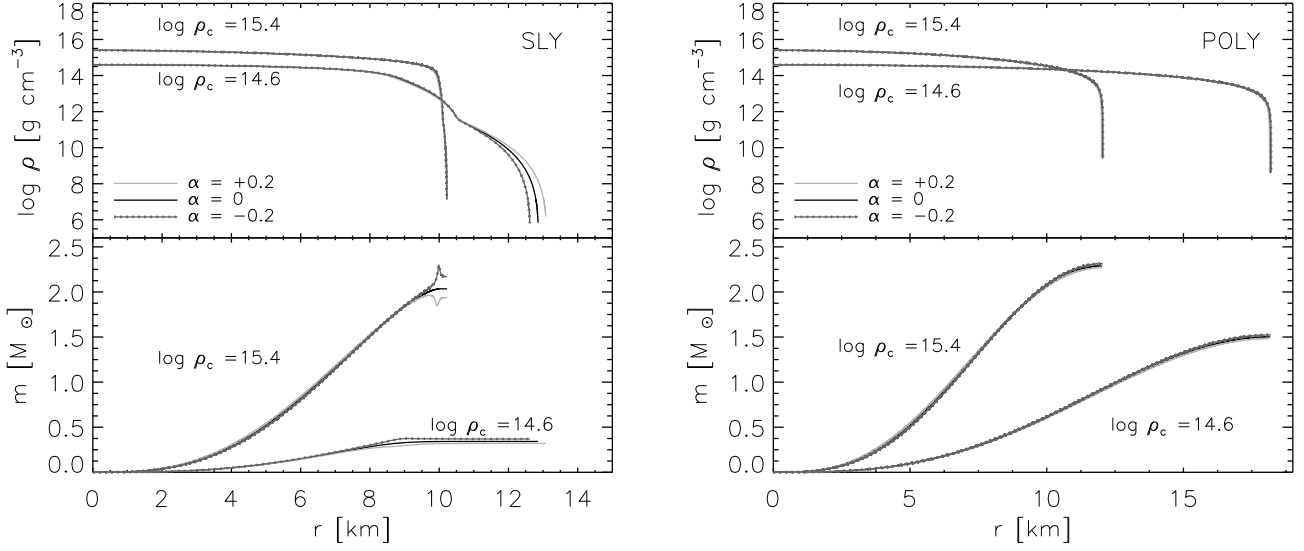 18
16
14
12
10
8
6
log ρ [g cm⁻³]
log ρc =15.4
SLY
log ρc =14.6
α = +0.2
α = 0
α = −0.2
2.5
2.0
1.5
1.0
0.5
0.0
m [M ⊙]
log ρc =15.4
log ρc =14.6
0 2 4 6 8 10 12 14
r [km]
18
16
14
12
10
8
6
log ρ [g cm⁻³]
log ρc =15.4
POLY
log ρc =14.6
α = +0.2
α = 0
α = −0.2
2.5
2.0
1.5
1.0
0.5
0.0
m [M ⊙]
log ρc =15.4
log ρc =14.6
0 5 10 15
r [km]